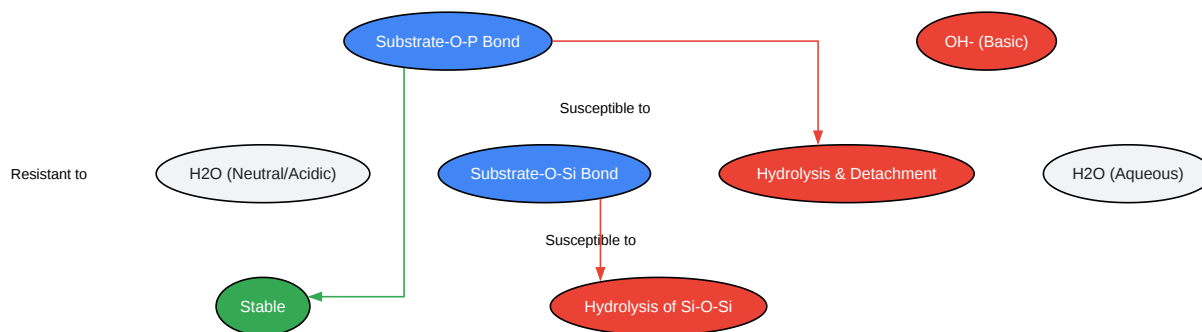 Substrate-O-P Bond
OH- (Basic)
Susceptible to
Resistant to
H2O (Neutral/Acidic)
Substrate-O-Si Bond
Hydrolysis & Detachment
H2O (Aqueous)
Susceptible to
Stable
Hydrolysis of Si-O-Si